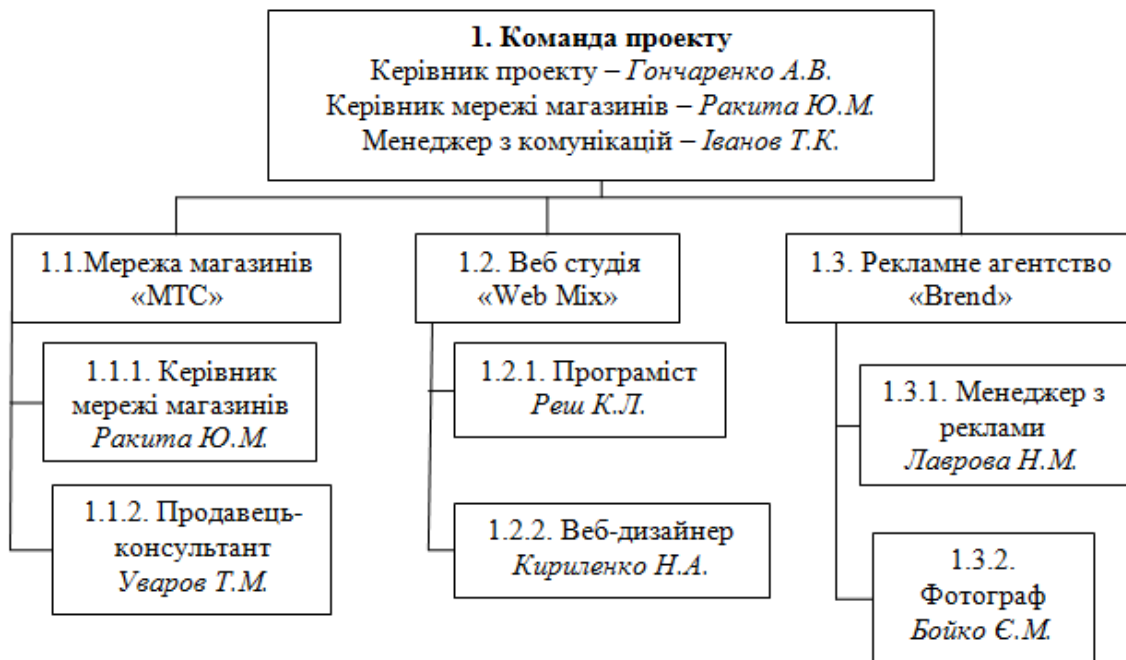 1. Команда проекту
Керівник проекту – Гончаренко А.В.
Керівник мережі магазинів – Ракита Ю.М.
Менеджер з комунікацій – Іванов Т.К.
1.1.Мережа магазинів
«МТС»
1.1.1. Керівник
мережі магазинів
Ракита Ю.М.
1.1.2. Продавець-
консультант
Уваров Т.М.
1.2. Веб студія
«Web Mix»
1.2.1. Програміст
Реш К.Л.
1.2.2. Веб-дизайнер
Кириленко Н.А.
1.3. Рекламне агентство
«Brend»
1.3.1. Менеджер з
реклами
Лаврова Н.М.
1.3.2.
Фотограф
Бойко Є.М.